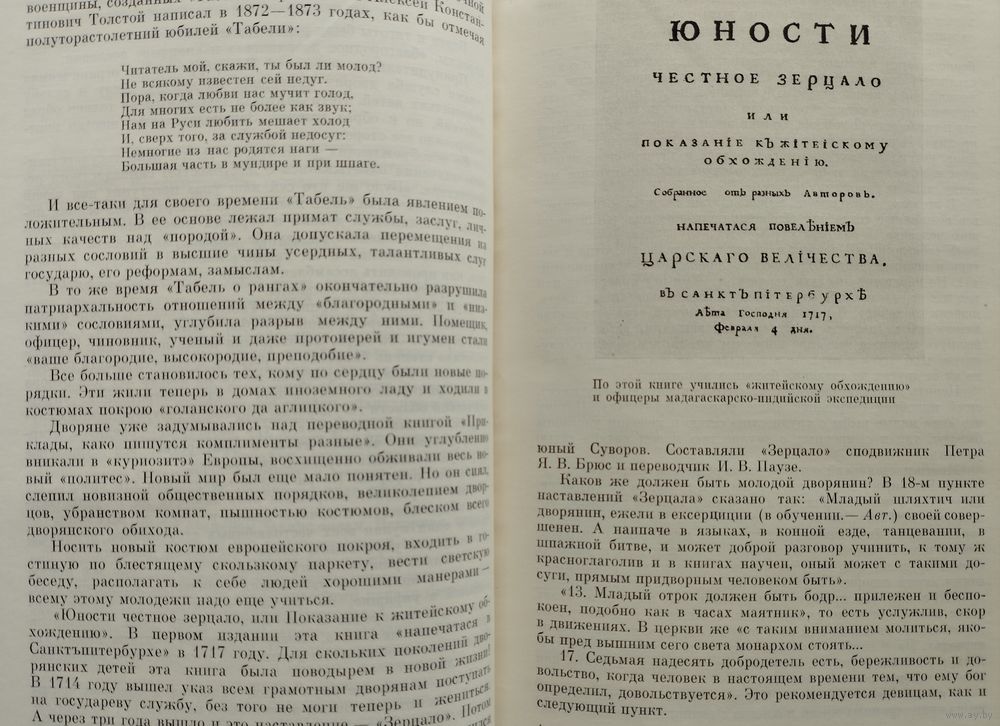 военщины, созданных
тинович Толстой написал в 1872—1873 годах, как бы отмечая
полуторастолетний юбилей «Табели»:
Читатель мой, скажи, ты был ли молод?
Не всякому известен сей недуг.
Пора, когда любви нас мучит голод,
Для многих есть не более как звук;
Нам на Руси любить мешает холод
И, сверх того, за службой недосуг:
Немногие из нас родятся наги —
Большая часть в мундире и при шпаге.
И все-таки для своего времени «Табель» была явлением по-
ложительным. В ее основе лежал примат службы, заслуг, лич-
ных качеств над «породой». Она допускала перемещения из
разных сословий в высшие чины усердных, талантливых слуг
государю, его реформам, замыслам.
В то же время «Табель о рангах» окончательно разрушила
патриархальность отношений между «благородными» и «низ-
кими» сословиями, углубила разрыв между ними. Помещик,
офицер, чиновник, ученый и даже протоиерей и игумен стали
«ваше благородие, высокородие, преподобие».
Все больше становилось тех, кому по сердцу были новые по-
рядки. Эти жили теперь в домах иноземного ладу и ходили в
костюмах покрою «голанского да аглицкого».
Дворяне уже задумывались над переводной книгой «При-
клады, како пишутся комплименты разные». Они углубленно
вникали в «куриозитэ» Европы, восхищенно обживали весь но-
вый «политес». Новый мир был еще мало понятен. Но он сиял,
слепил новизной общественных порядков, великолепием двор-
цов, убранством комнат, пышностью костюмов, блеском всего
дворянского обихода.
Носить новый костюм европейского покроя, входить в го-
стиную по блестящему скользкому паркету, вести светскую
беседу, располагать к себе людей хорошими манерами —
всему этому молодежи надо еще учиться.
«Юности честное зерцало, или Показание к житейскому об-
хождению». В первом издании эта книга «напечатася в
Санктъпитербурхе» в 1717 году. Для скольких поколений дво-
рянских детей эта книга была поводырем в новой жизни!
В 1714 году вышел указ всем грамотным дворянам поступать
на государеву службу, без того не моги теперь и жениться.
А через три года вышло и это наставление — «Зерцало». Потом
ЮНОСТИ
ЧЕСТНОЕ ЗЕРЦАЛО
ИЛИ
ПОКАЗАНІЕ КЪ ЖІТЕІСКОМУ
ОБХОЖДЕНІЮ.
Собранное отъ разныхъ Авторовъ.
НАПЕЧАТАСЯ ПОВЕЛѢНІЕМЪ
ЦАРСКАГО ВЕЛІЧЕСТВА,
ВЪ САНКТЪПІТЕРБУРХѢ
Лѣта Господня 1717,
Февраля 4 дня.
По этой книге учились «житейскому обхождению»
и офицеры мадагаскарско-индийской экспедиции
юный Суворов. Составляли «Зерцало» сподвижник Петра
Я. В. Брюс и переводчик И. В. Паузе.
Каков же должен быть молодой дворянин? В 18-м пункте
наставлений «Зерцала» сказано так: «Младый шляхтич или
дворянин, ежели в ексерциции (в обучении.— Авт.) своей совер-
шенен. А наипаче в языках, в конной езде, танцевании, в
шпажной битве, и может доброй разговор учинить, к тому ж
красноглаголив и в книгах научен, оный может с такими до-
суги, прямым придворным человеком быть».
«13. Младый отрок должен быть бодр... прилежен и беспо-
коен, подобно как в часах маятник», то есть услужлив, скор
в движениях. В церкви же «с таким вниманием молиться, яко-
бы пред вышним сего света монархом стоять...
17. Седьмая надесять добродетель есть, бережливость и до-
вольство, когда человек в настоящем времени тем, что ему бог
определил, довольствуется». Это рекомендуется девицам, как и
следующий пункт.
www.ay.by